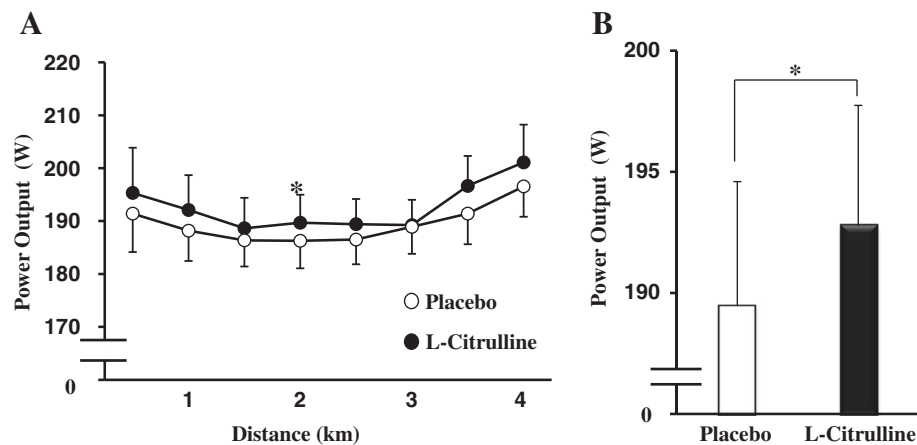 A
220
210
200
190
180
170
0
Power Output (W)
*
Placebo
L-Citrulline
1 2 3 4
Distance (km)
B
200
195
190
0
Power Output (W)
*
Placebo L-Citrulline